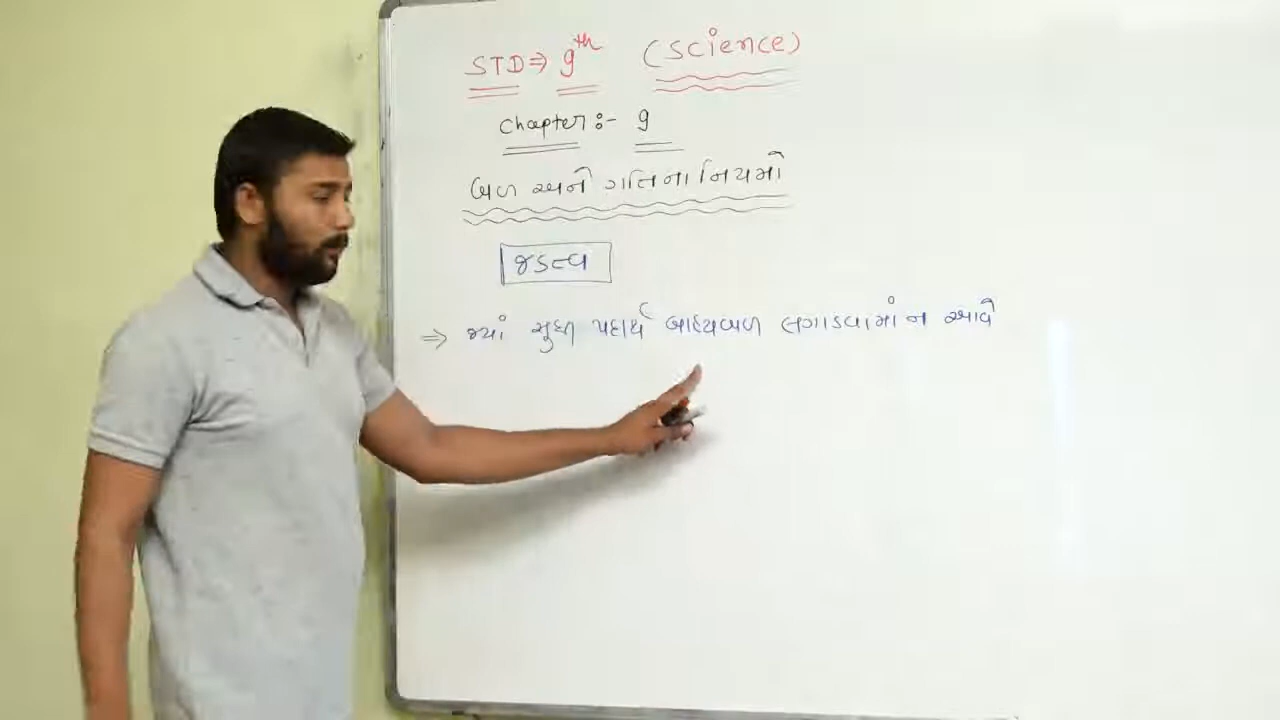 STD ⇒ 9th (Science)
Chapter :- 9
બળ અને ગતિના નિયમો
જડત્વ
⇒ જ્યાં સુધી પદાર્થ બાહ્યબળ લગાડવામાં ન આવે